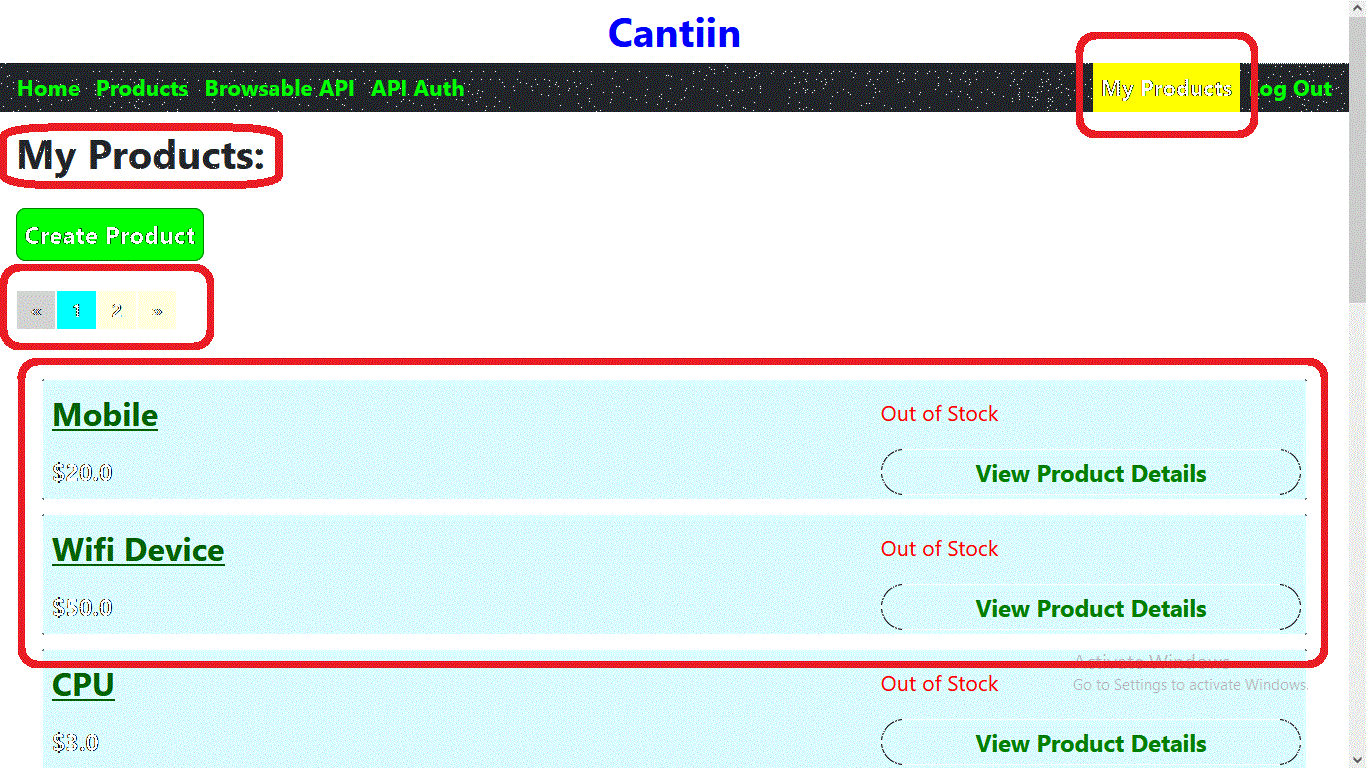 Cantiin
Home Products Browsable API API Auth My Products Log Out
My Products:
Create Product
« 1 2 »
Mobile Out of Stock
$20.0 View Product Details
Wifi Device Out of Stock
$50.0 View Product Details
Activate Windows
CPU Out of Stock Go to Settings to activate Windows.
$3.0 View Product Details